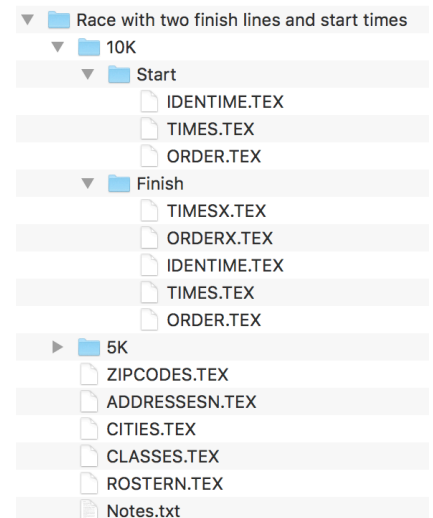 Race with two finish lines and start times
10K
Start
IDENTIME.TEX
TIMES.TEX
ORDER.TEX
Finish
TIMESX.TEX
ORDERX.TEX
IDENTIME.TEX
TIMES.TEX
ORDER.TEX
5K
ZIPCODES.TEX
ADDRESSESN.TEX
CITIES.TEX
CLASSES.TEX
ROSTERN.TEX
Notes.txt